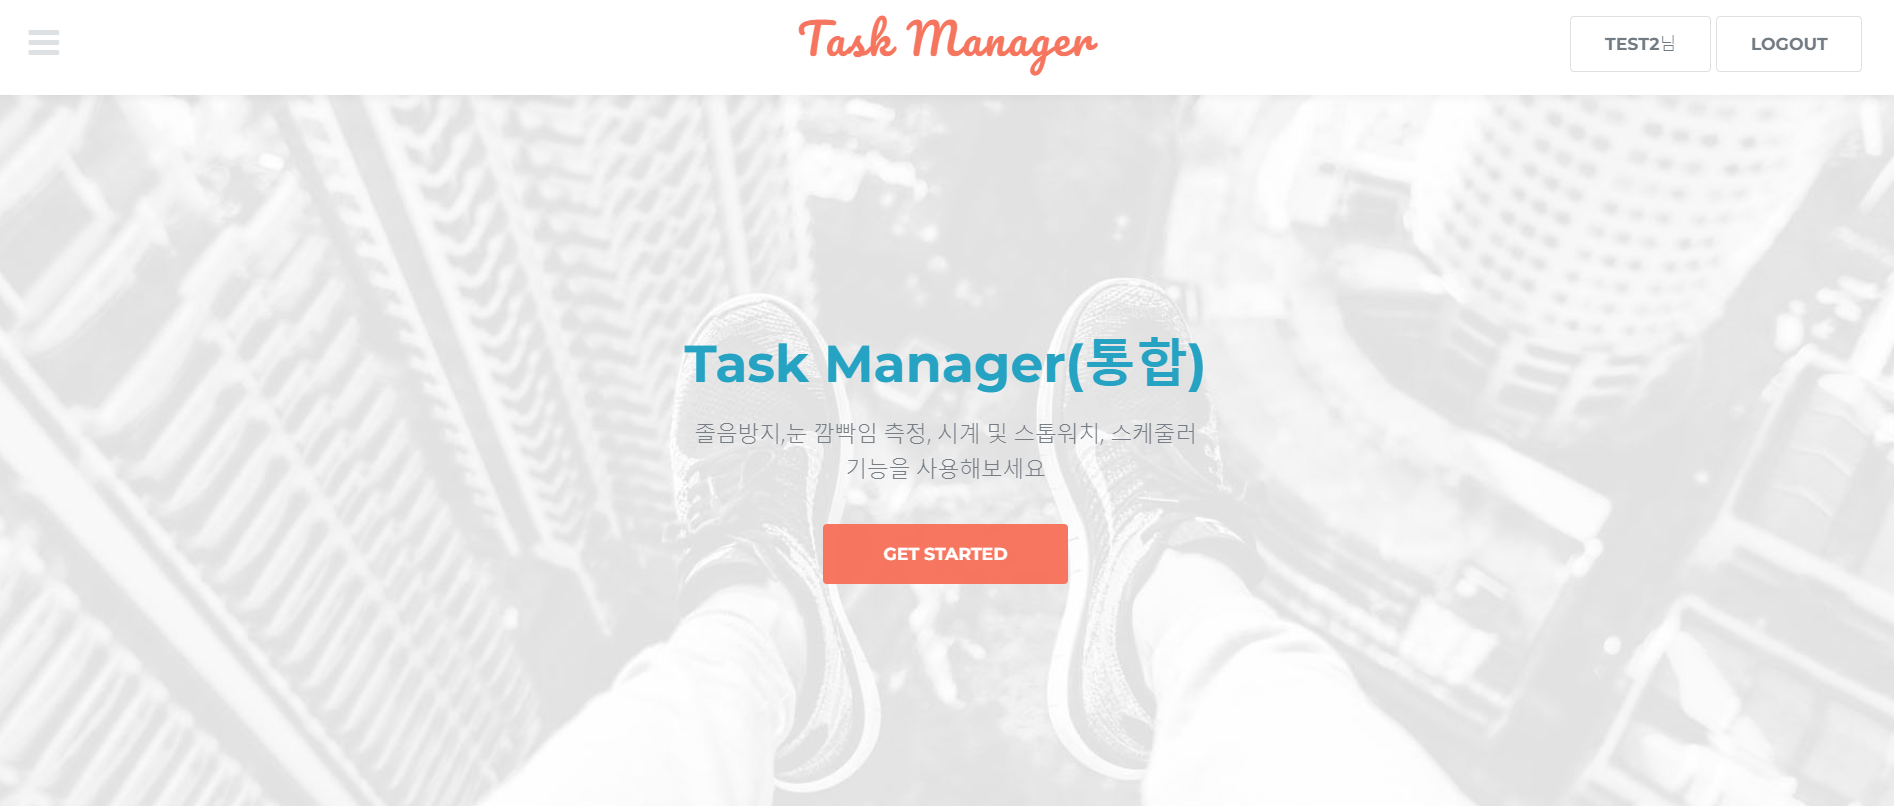 Task Manager
TEST2님
LOGOUT
Task Manager(통합)
졸음방지,눈 깜빡임 측정, 시계 및 스톱워치, 스케줄러
기능을 사용해보세요
GET STARTED